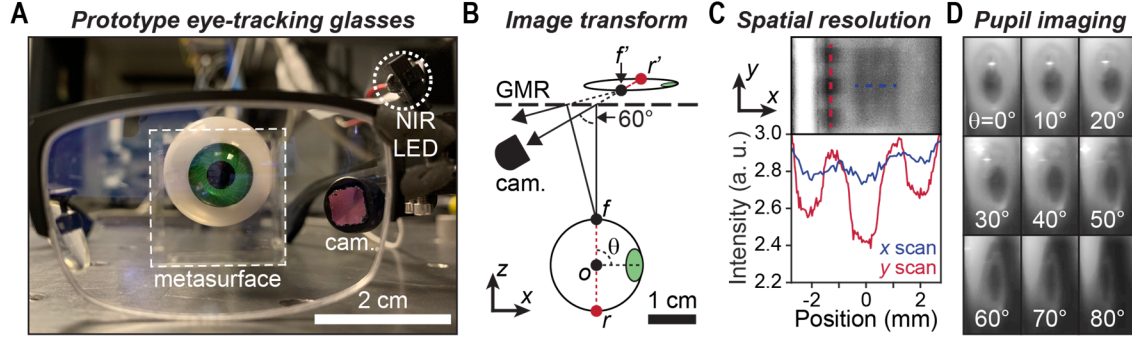 A Prototype eye-tracking glasses
NIR
LED
cam.
metasurface
2 cm
B Image transform
f'
r'
GMR
60°
cam.
f
θ
o
z
x
r
1 cm
C Spatial resolution
y
x
Intensity (a. u.)
3.0
2.8
2.6
2.4
2.2
x scan
y scan
-2
0
2
Position (mm)
D Pupil imaging
θ=0° 10° 20°
30° 40° 50°
60° 70° 80°